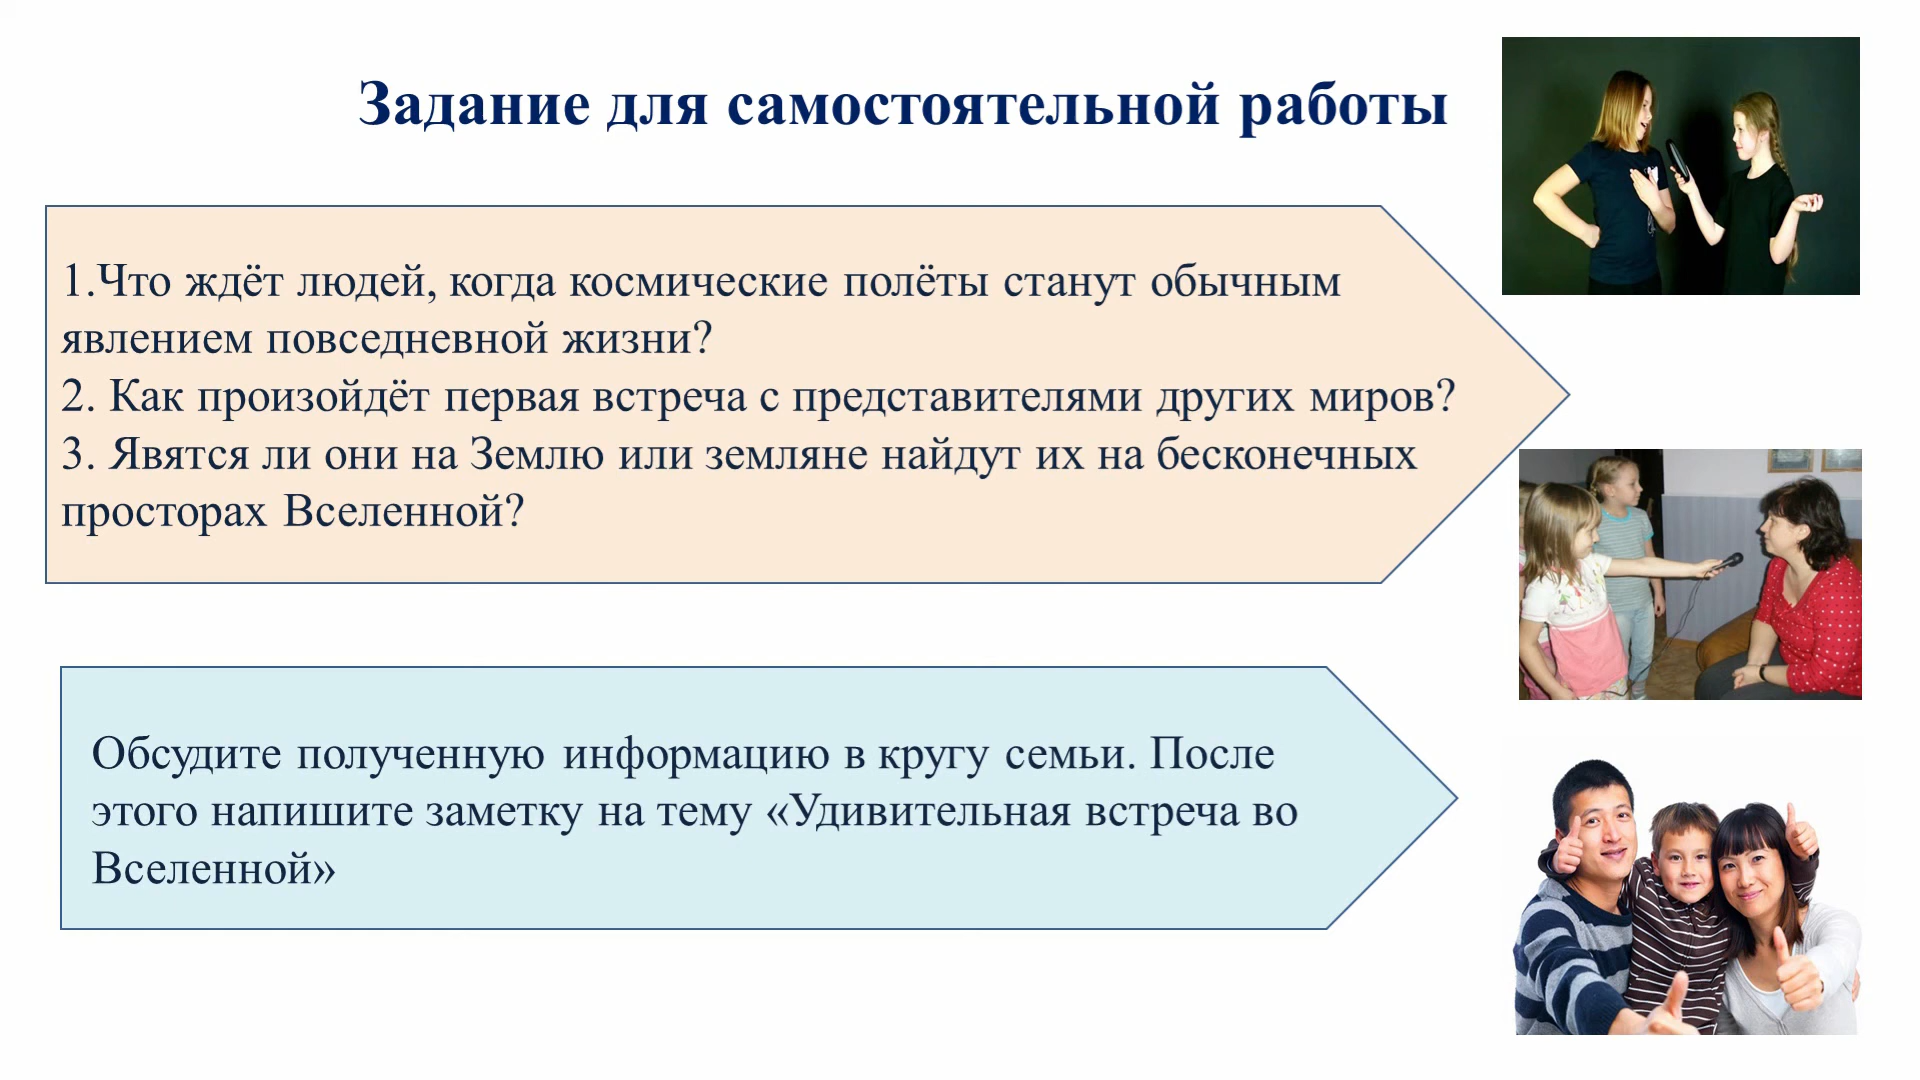 Задание для самостоятельной работы
1.Что ждёт людей, когда космические полёты станут обычным
явлением повседневной жизни?
2. Как произойдёт первая встреча с представителями других миров?
3. Явятся ли они на Землю или земляне найдут их на бесконечных
просторах Вселенной?
Обсудите полученную информацию в кругу семьи. После
этого напишите заметку на тему «Удивительная встреча во
Вселенной»